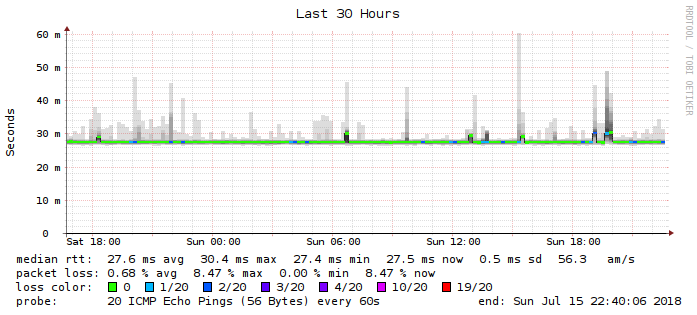 Last 30 Hours
RRDTOOL / TOBI OETIKER
Seconds
60 m
50 m
40 m
30 m
20 m
10 m
0
Sat 18:00 Sun 00:00 Sun 06:00 Sun 12:00 Sun 18:00
median rtt: 27.6 ms avg 30.4 ms max 27.4 ms min 27.5 ms now 0.5 ms sd 56.3 am/s
packet loss: 0.68 % avg 8.47 % max 0.00 % min 8.47 % now
loss color: 0 1/20 2/20 3/20 4/20 10/20 19/20
probe: 20 ICMP Echo Pings (56 Bytes) every 60s end: Sun Jul 15 22:40:06 2018